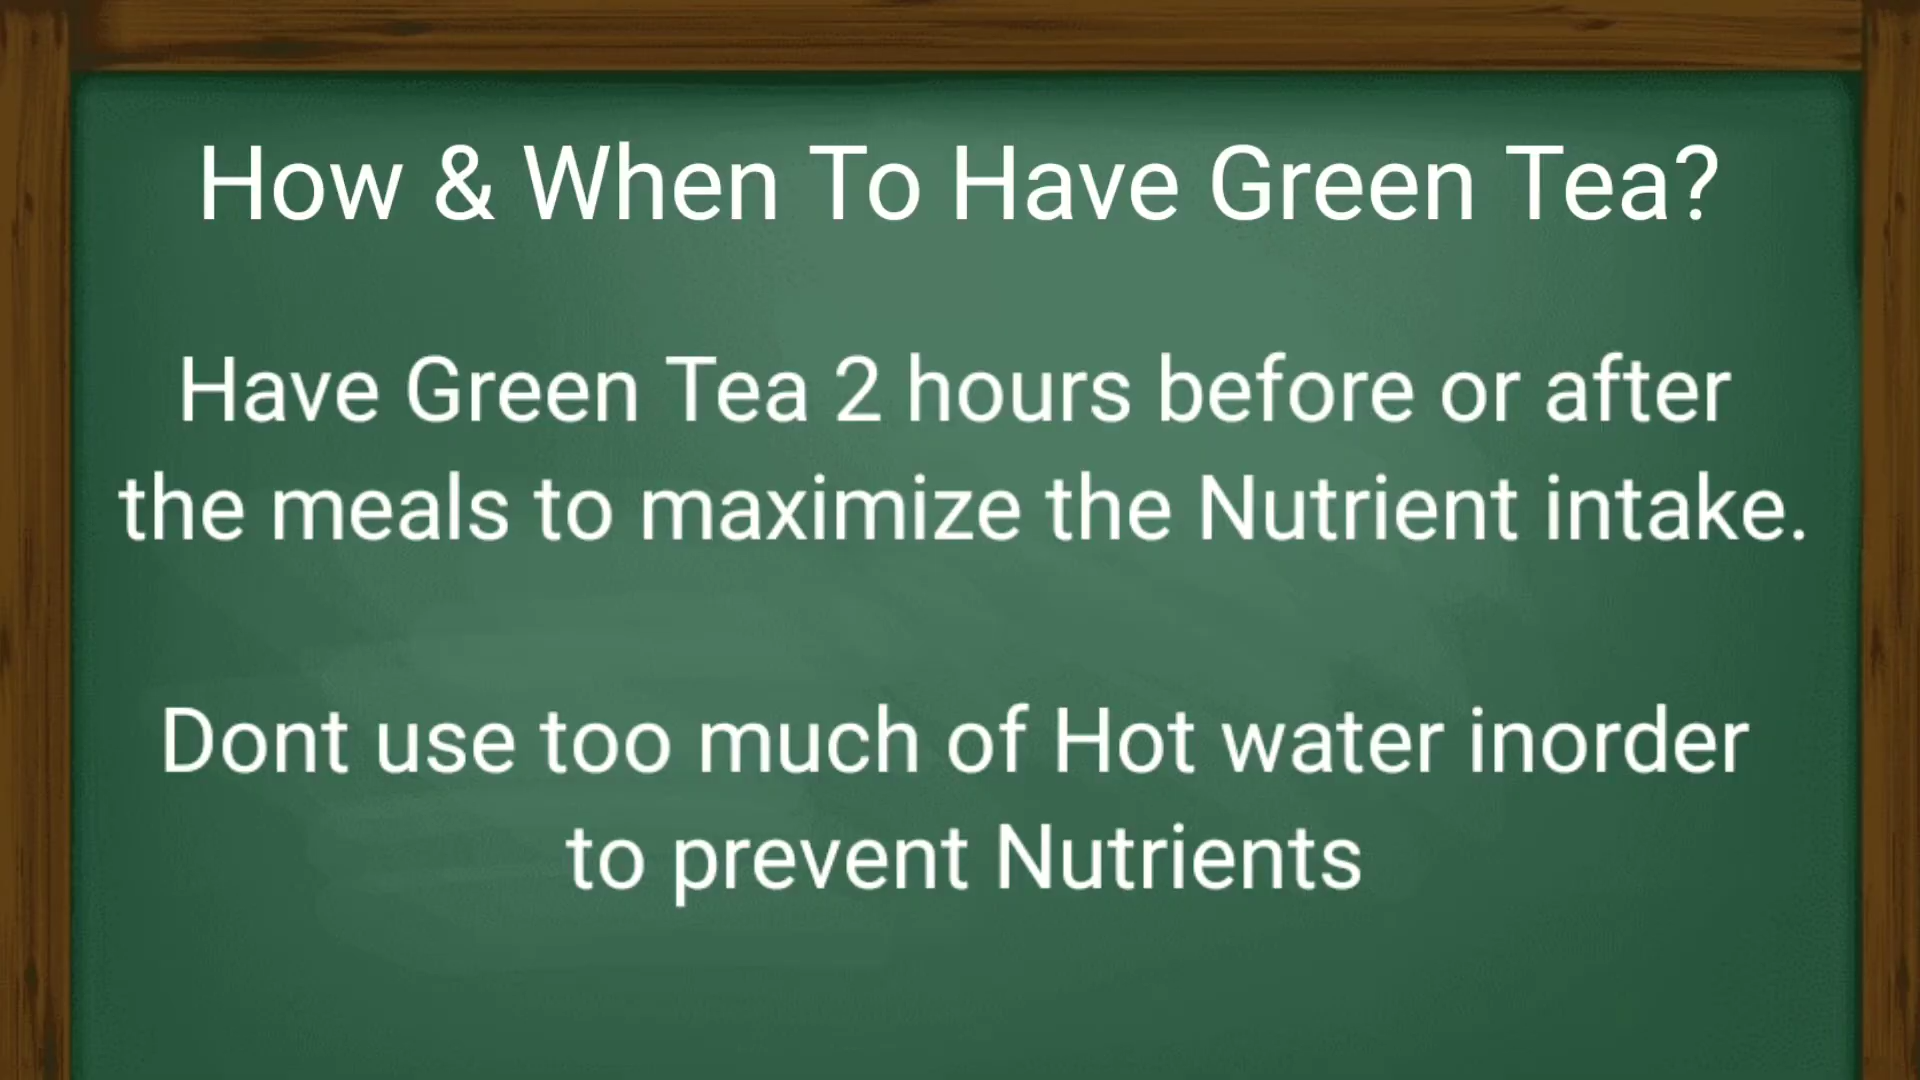 How & When To Have Green Tea?
Have Green Tea 2 hours before or after
the meals to maximize the Nutrient intake.
Dont use too much of Hot water inorder
to prevent Nutrients